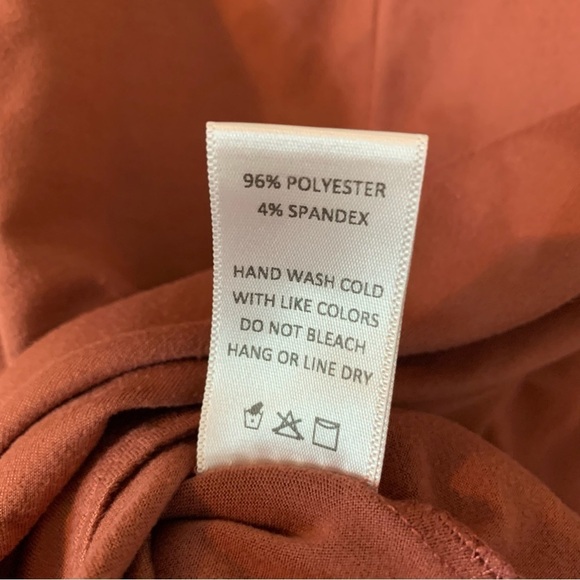 96% POLYESTER
4% SPANDEX
HAND WASH COLD
WITH LIKE COLORS
DO NOT BLEACH
HANG OR LINE DRY